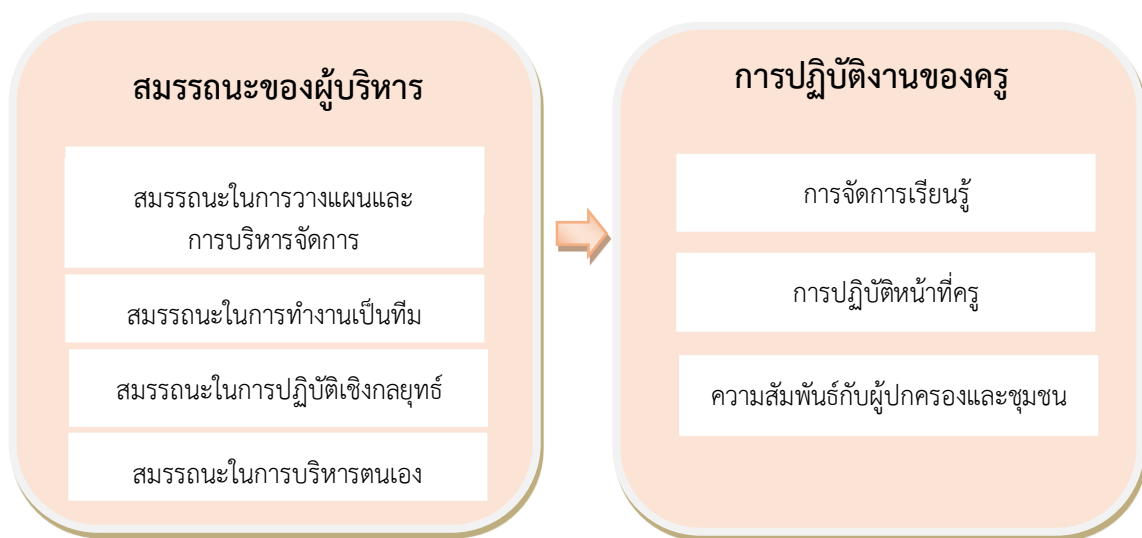 สมรรถนะของผู้บริหาร
สมรรถนะในการวางแผนและ
การบริหารจัดการ
สมรรถนะในการทำงานเป็นทีม
สมรรถนะในการปฏิบัติเชิงกลยุทธ์
สมรรถนะในการบริหารตนเอง
การปฏิบัติงานของครู
การจัดการเรียนรู้
การปฏิบัติหน้าที่ครู
ความสัมพันธ์กับผู้ปกครองและชุมชน